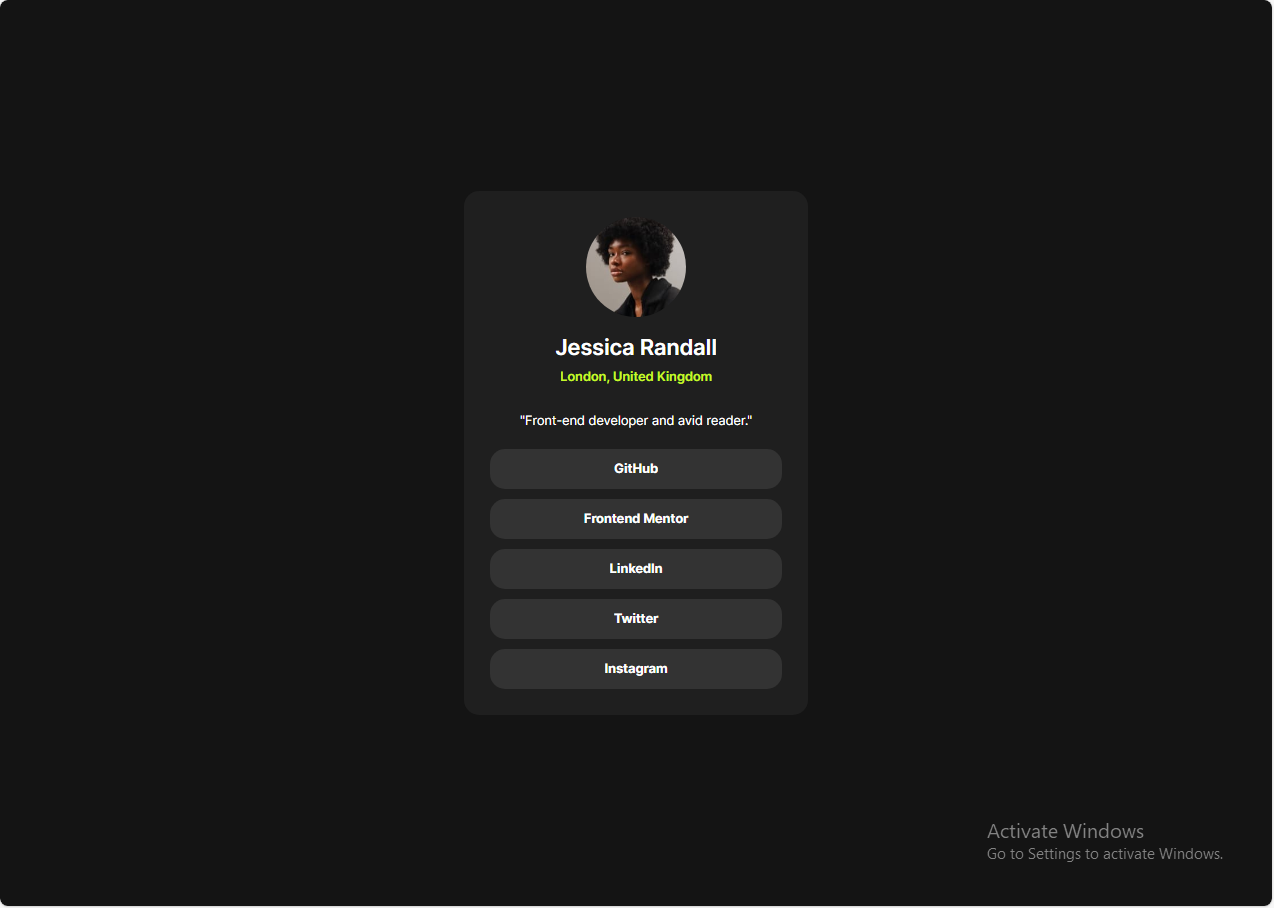 Jessica Randall
London, United Kingdom
"Front-end developer and avid reader."
GitHub
Frontend Mentor
LinkedIn
Twitter
Instagram
Activate Windows
Go to Settings to activate Windows.